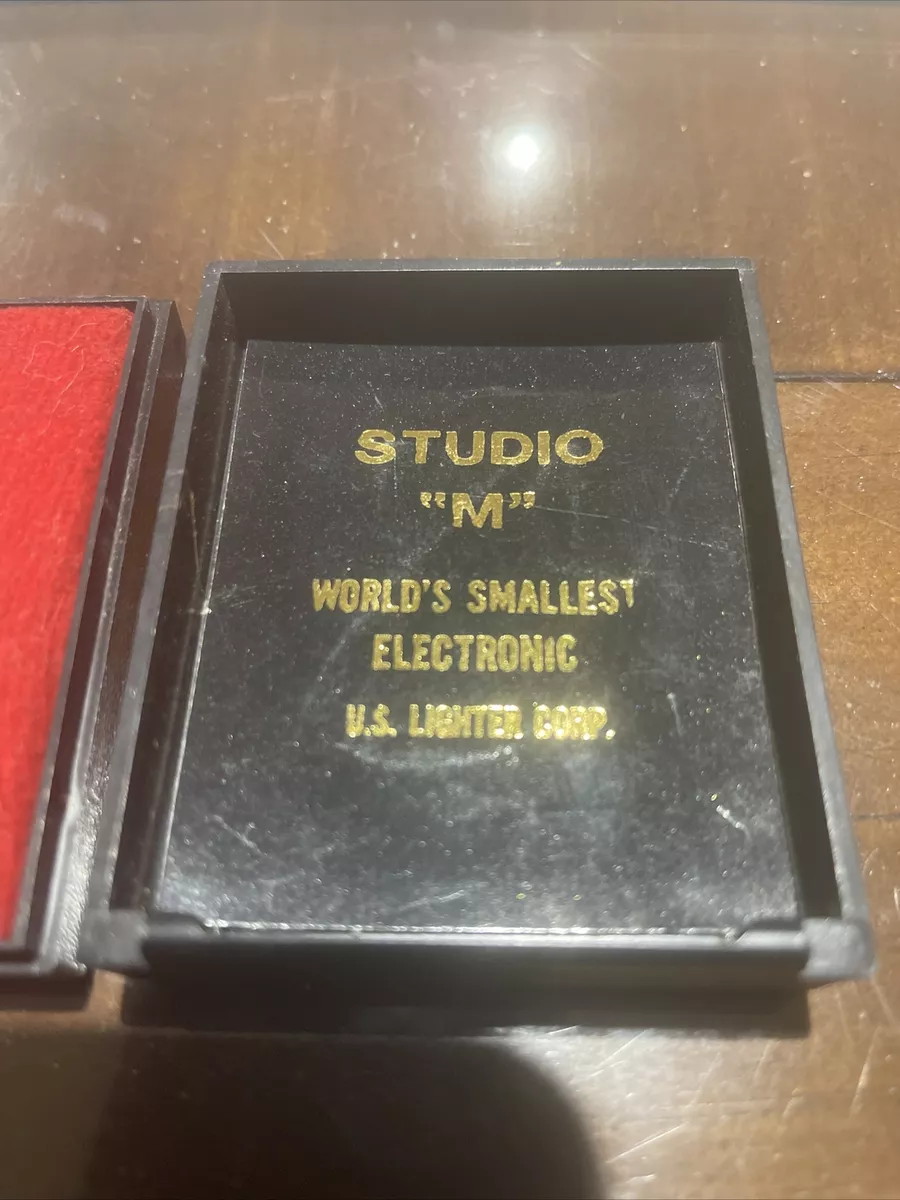 STUDIO
“M”
WORLD'S SMALLEST
ELECTRONIC
U.S. LIGHTER CORP.